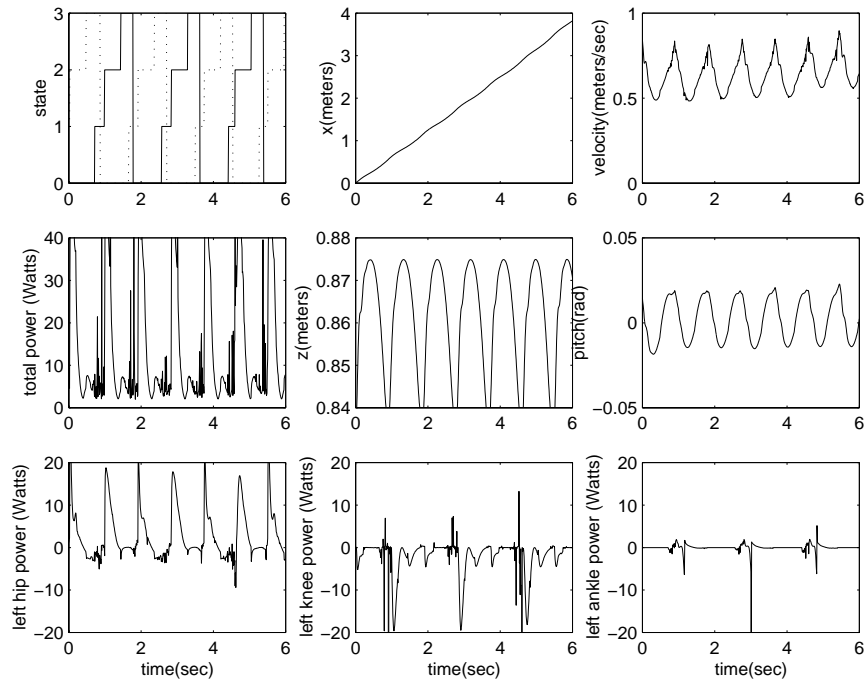 3
2
1
0
state
0 2 4 6
4
3
2
1
0
x(meters)
0 2 4 6
1
0.5
0
velocity(meters/sec)
0 2 4 6
40
30
20
10
0
total power (Watts)
0 2 4 6
0.88
0.87
0.86
0.85
0.84
z(meters)
0 2 4 6
0.05
0
−0.05
pitch(rad)
0 2 4 6
20
10
0
−10
−20
left hip power (Watts)
0 2 4 6
time(sec)
20
10
0
−10
−20
left knee power (Watts)
0 2 4 6
time(sec)
20
10
0
−10
−20
left ankle power (Watts)
0 2 4 6
time(sec)